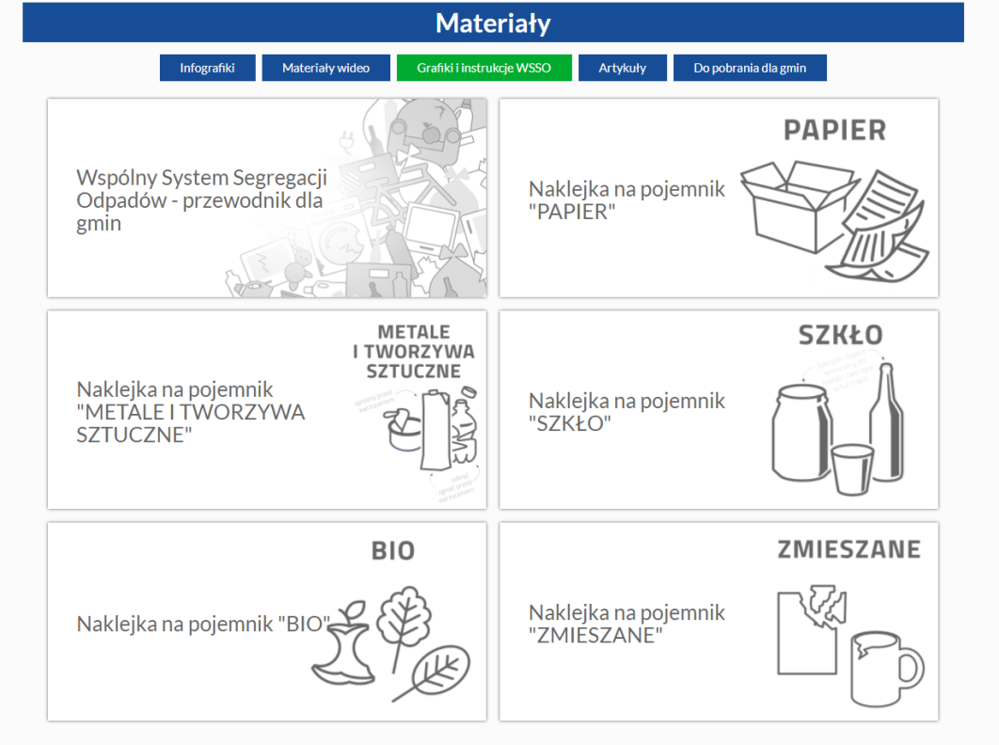 Materiały
Infografiki
Materiały wideo
Grafiki i instrukcje WSSO
Artykuły
Do pobrania dla gmin
Wspólny System Segregacji
Odpadów - przewodnik dla
gmin
PAPIER
Naklejka na pojemnik
"PAPIER"
METALE
I TWORZYWA
SZTUCZNE
Naklejka na pojemnik
"METALE I TWORZYWA
SZTUCZNE"
opróżnij przed
wyrzuceniem
odkręć
zgnieć przed
wyrzuceniem
SZKŁO
Naklejka na pojemnik
"SZKŁO"
BIO
Naklejka na pojemnik "BIO"
ZMIESZANE
Naklejka na pojemnik
"ZMIESZANE"